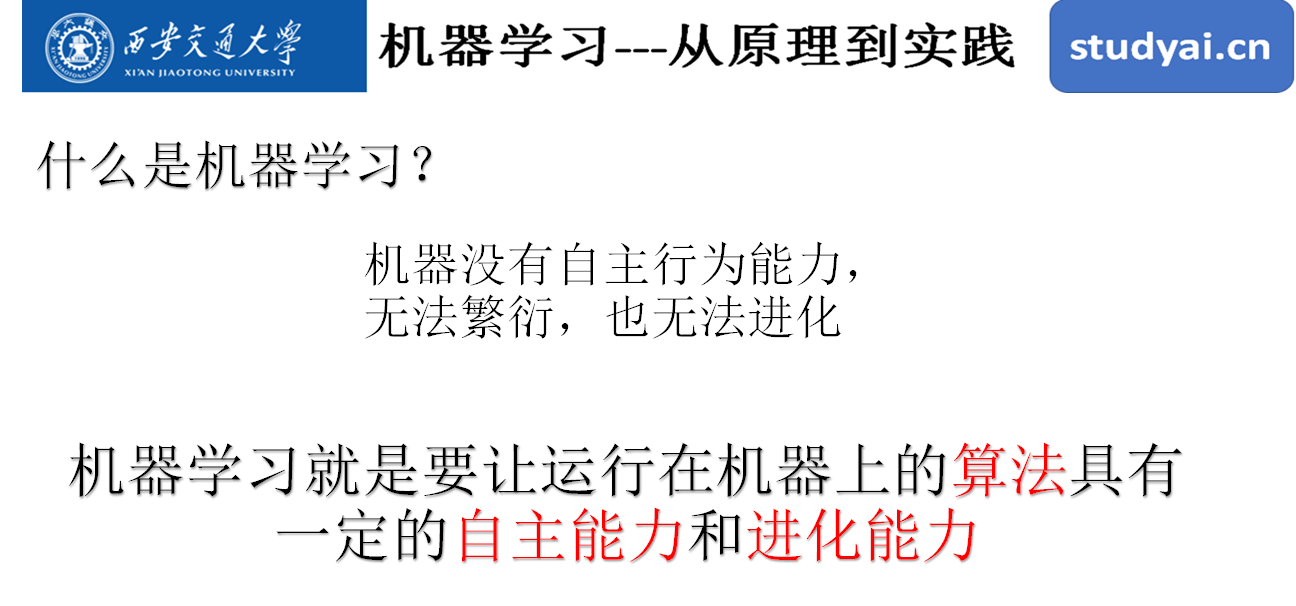 西安交通大学
XI'AN JIAOTONG UNIVERSITY
机器学习---从原理到实践
studyai.cn
什么是机器学习？
机器没有自主行为能力，
无法繁衍，也无法进化
机器学习就是要让运行在机器上的算法具有
一定的自主能力和进化能力